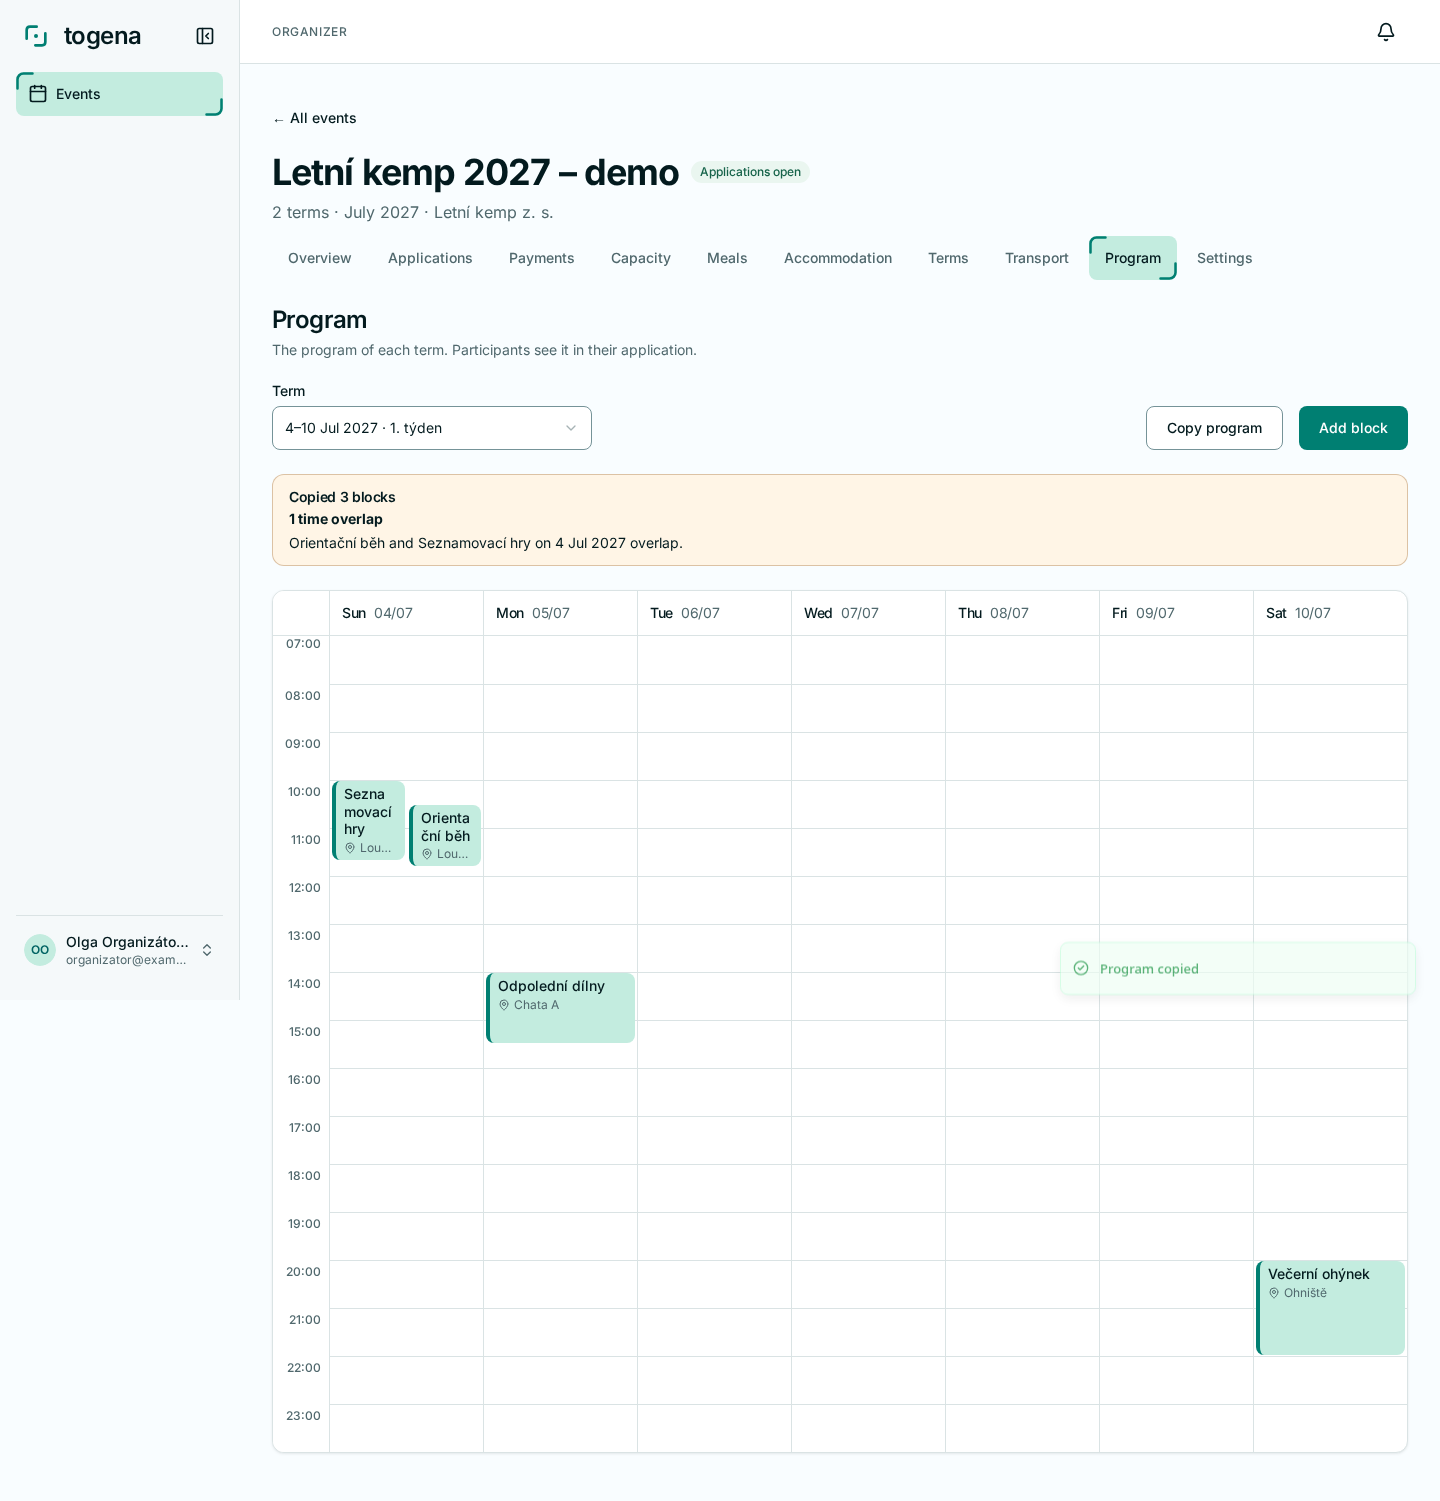 togena
ORGANIZER
Events
← All events
Letní kemp 2027 – demo
Applications open
2 terms · July 2027 · Letní kemp z. s.
Overview
Applications
Payments
Capacity
Meals
Accommodation
Terms
Transport
Program
Settings
Program
The program of each term. Participants see it in their application.
Term
4–10 Jul 2027 · 1. týden
Copy program
Add block
Copied 3 blocks
1 time overlap
Orientační běh and Seznamovací hry on 4 Jul 2027 overlap.
Sun 04/07
Mon 05/07
Tue 06/07
Wed 07/07
Thu 08/07
Fri 09/07
Sat 10/07
07:00
08:00
09:00
10:00
11:00
12:00
13:00
14:00
15:00
16:00
17:00
18:00
19:00
20:00
21:00
22:00
23:00
Sezna
movací
hry
Lou…
Orienta
ční běh
Lou…
Odpolední dílny
Chata A
Večerní ohýnek
Ohniště
Program copied
OO
Olga Organizáto…
organizator@exam…